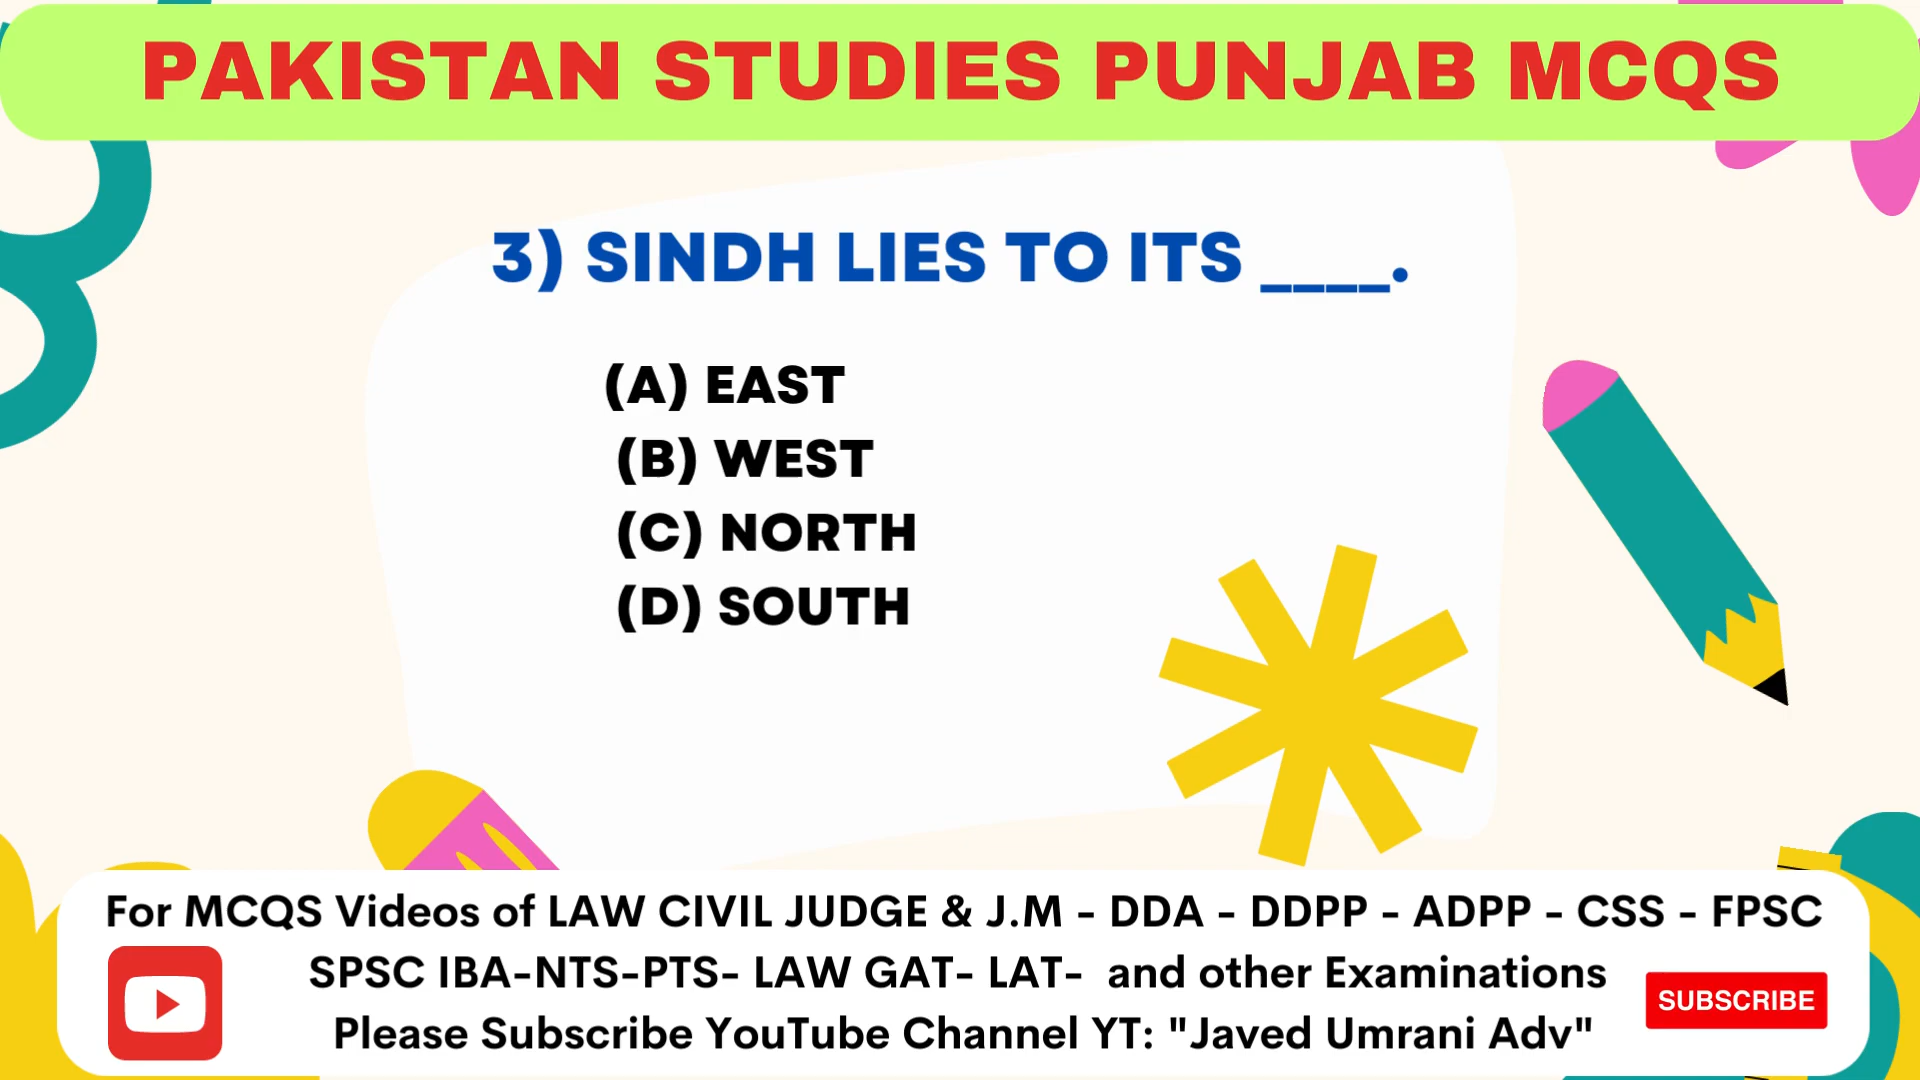 PAKISTAN STUDIES PUNJAB MCQS
3) SINDH LIES TO ITS ____.
(A) EAST
(B) WEST
(C) NORTH
(D) SOUTH
For MCQS Videos of LAW CIVIL JUDGE & J.M - DDA - DDPP - ADPP - CSS - FPSC
SPSC IBA-NTS-PTS- LAW GAT- LAT- and other Examinations
Please Subscribe YouTube Channel YT: "Javed Umrani Adv"
SUBSCRIBE